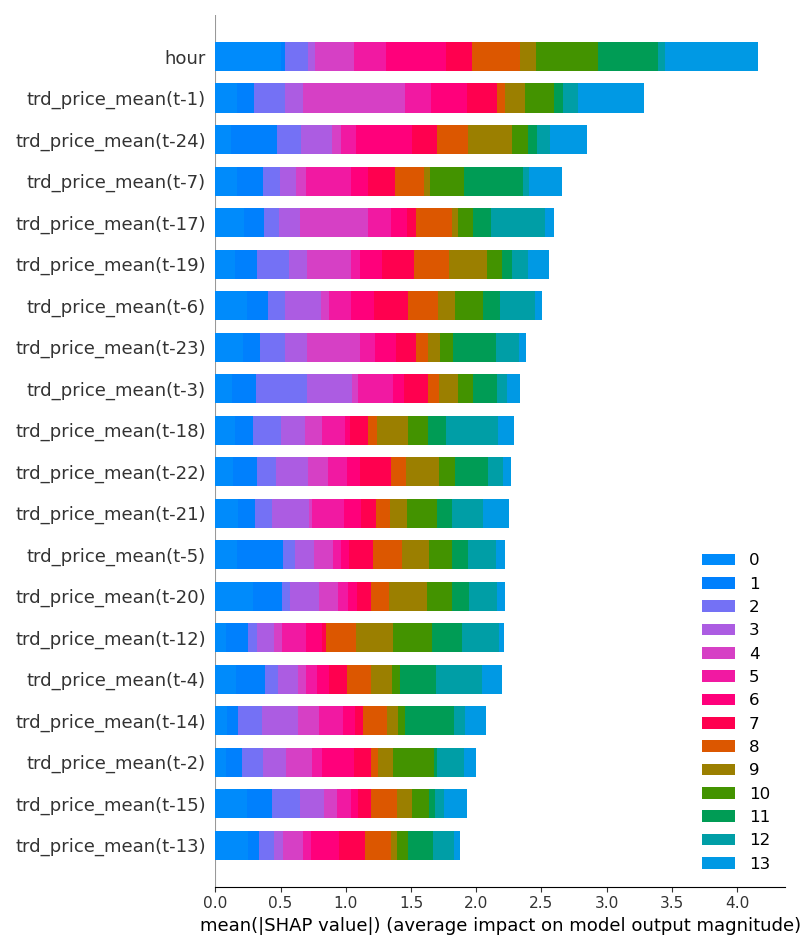 hour
trd_price_mean(t-1)
trd_price_mean(t-24)
trd_price_mean(t-7)
trd_price_mean(t-17)
trd_price_mean(t-19)
trd_price_mean(t-6)
trd_price_mean(t-23)
trd_price_mean(t-3)
trd_price_mean(t-18)
trd_price_mean(t-22)
trd_price_mean(t-21)
trd_price_mean(t-5)
trd_price_mean(t-20)
trd_price_mean(t-12)
trd_price_mean(t-4)
trd_price_mean(t-14)
trd_price_mean(t-2)
trd_price_mean(t-15)
trd_price_mean(t-13)
0
1
2
3
4
5
6
7
8
9
10
11
12
13
0.0 0.5 1.0 1.5 2.0 2.5 3.0 3.5 4.0
mean(|SHAP value|) (average impact on model output magnitude)